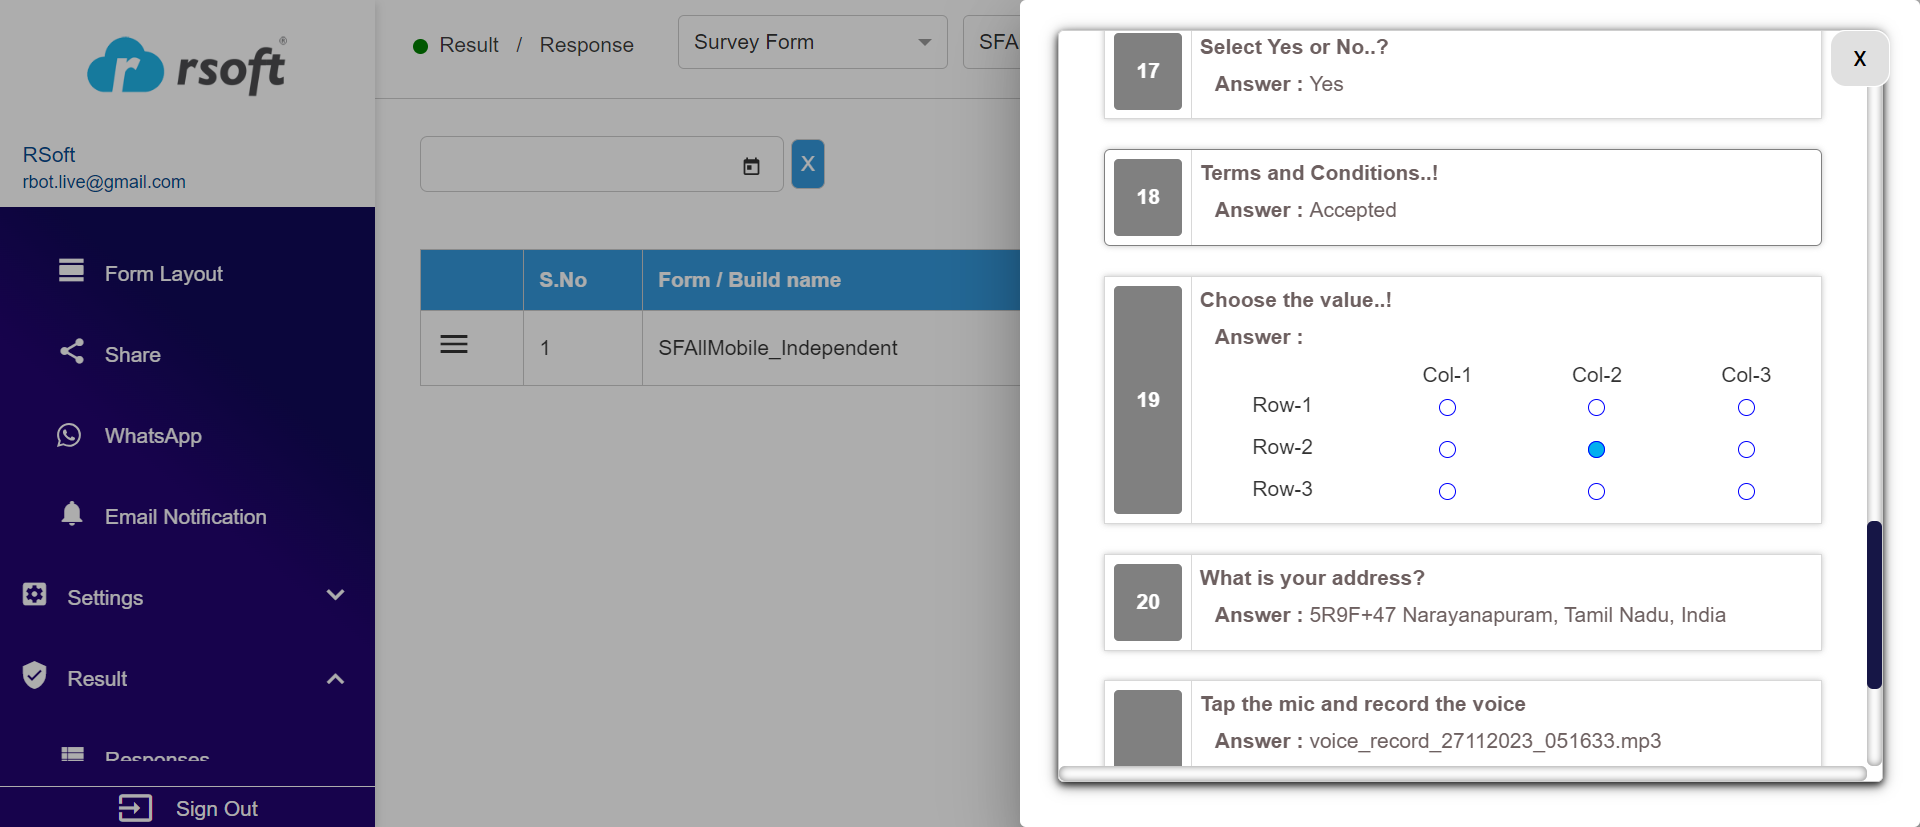 rsoft®
RSoft
rbot.live@gmail.com
Form Layout
Share
WhatsApp
Email Notification
Settings
Result
Responses
Sign Out
Result / Response
Survey Form
SFA
X
S.No
Form / Build name
1
SFAllMobile_Independent
X
17
Select Yes or No..?
Answer : Yes
18
Terms and Conditions..!
Answer : Accepted
19
Choose the value..!
Answer :
Col-1 Col-2 Col-3
Row-1
Row-2
Row-3
20
What is your address?
Answer : 5R9F+47 Narayanapuram, Tamil Nadu, India
Tap the mic and record the voice
Answer : voice_record_27112023_051633.mp3